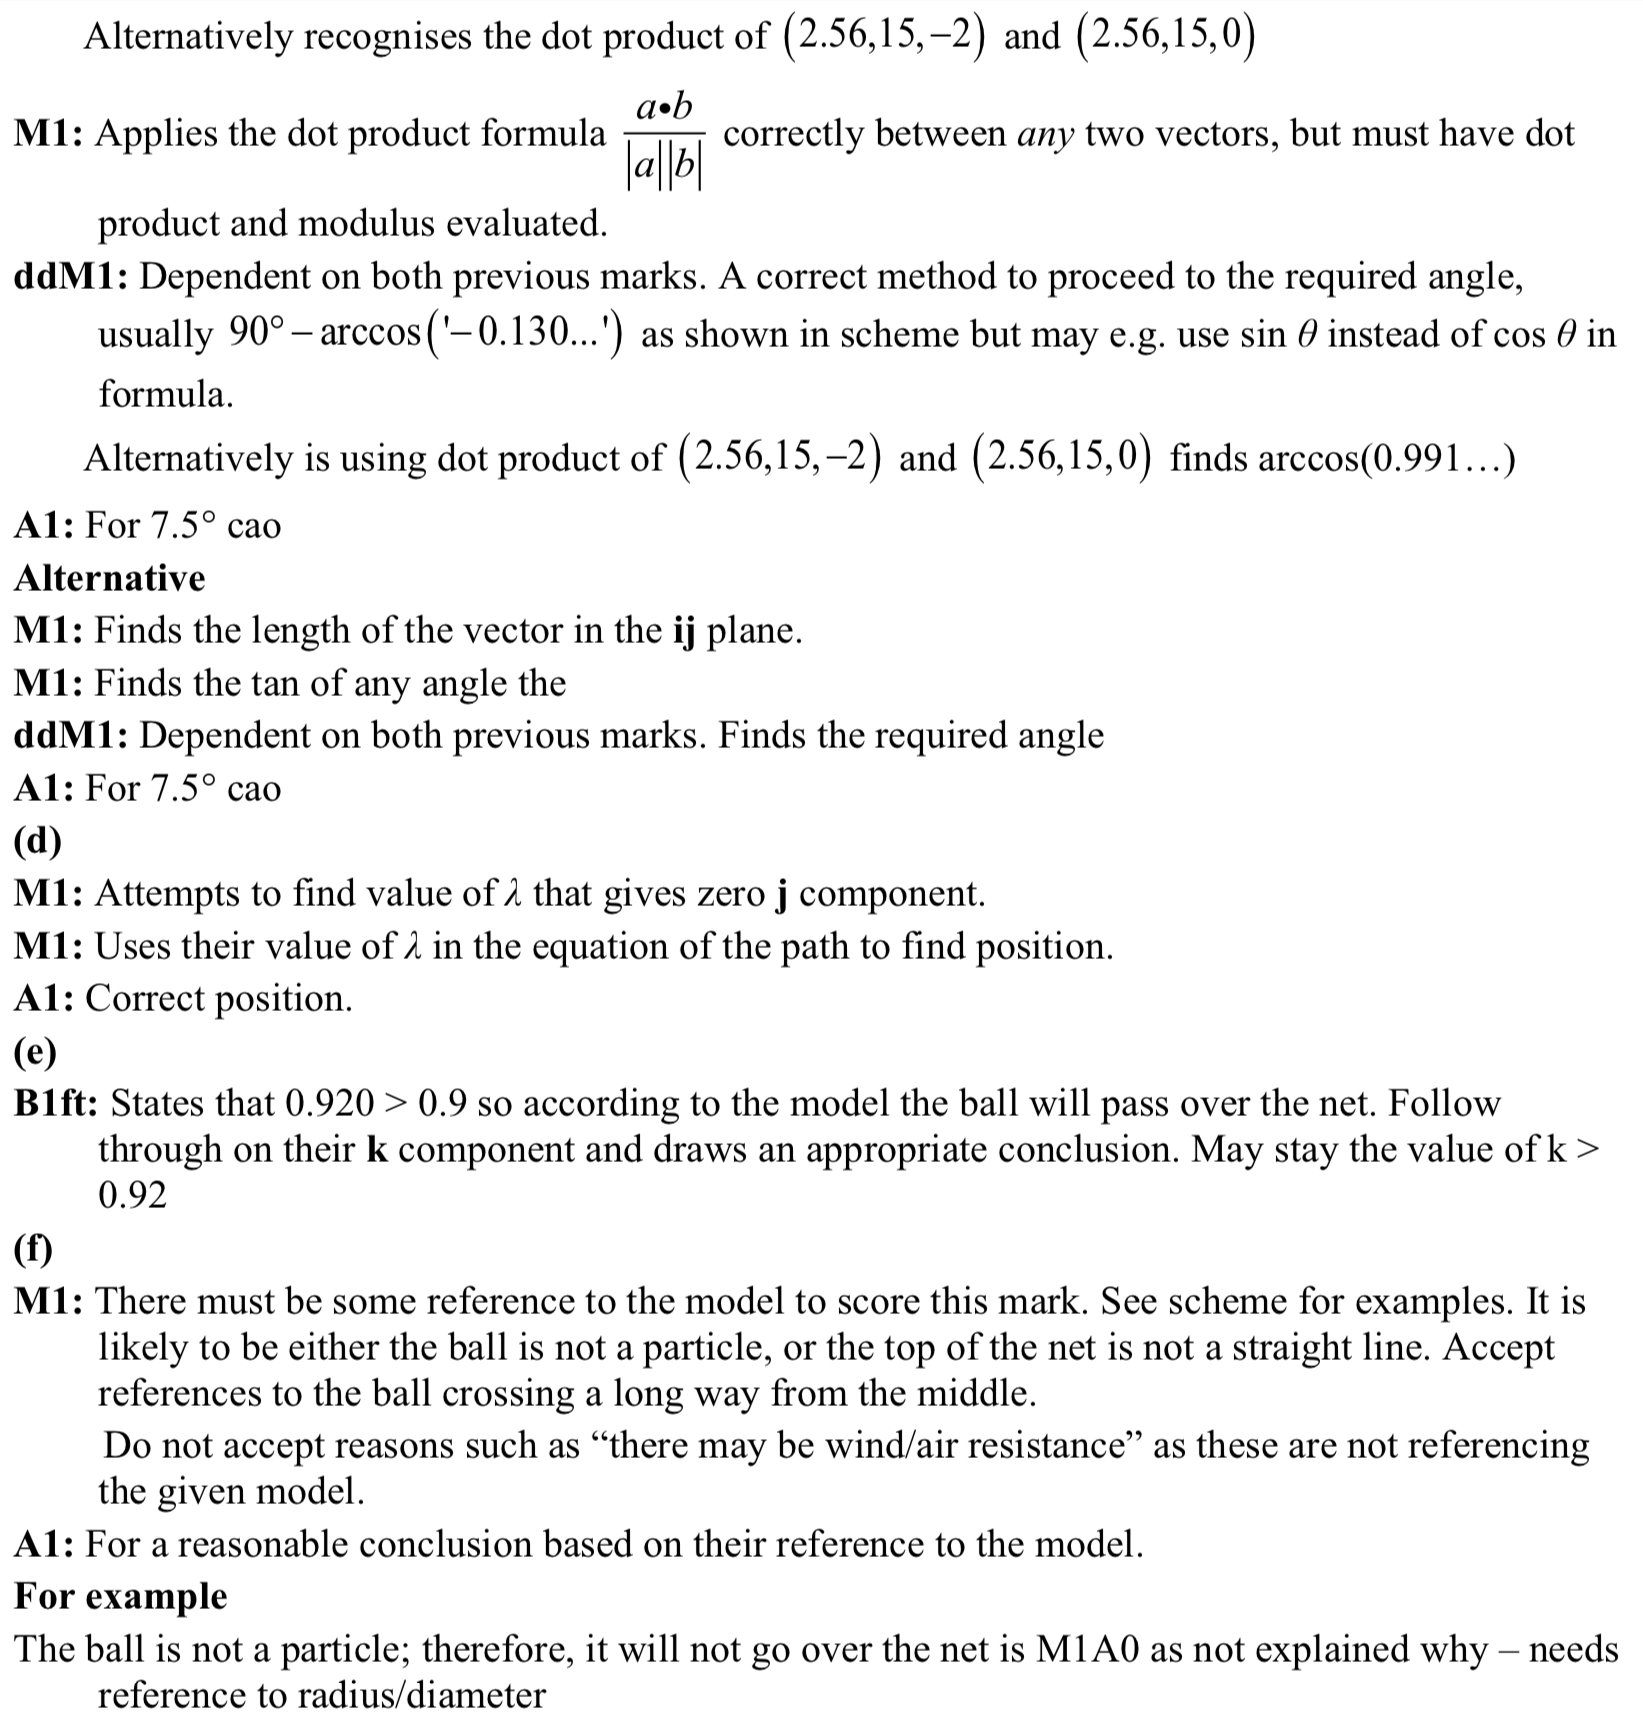 Alternatively recognises the dot product of (2.56,15,−2) and (2.56,15,0)
M1: Applies the dot product formula a•b / |a||b| correctly between any two vectors, but must have dot
product and modulus evaluated.
ddM1: Dependent on both previous marks. A correct method to proceed to the required angle,
usually 90° − arccos('−0.130...') as shown in scheme but may e.g. use sin θ instead of cos θ in
formula.
Alternatively is using dot product of (2.56,15,−2) and (2.56,15,0) finds arccos(0.991…)
A1: For 7.5° cao
Alternative
M1: Finds the length of the vector in the ij plane.
M1: Finds the tan of any angle the
ddM1: Dependent on both previous marks. Finds the required angle
A1: For 7.5° cao
(d)
M1: Attempts to find value of λ that gives zero j component.
M1: Uses their value of λ in the equation of the path to find position.
A1: Correct position.
(e)
B1ft: States that 0.920 > 0.9 so according to the model the ball will pass over the net. Follow
through on their k component and draws an appropriate conclusion. May stay the value of k >
0.92
(f)
M1: There must be some reference to the model to score this mark. See scheme for examples. It is
likely to be either the ball is not a particle, or the top of the net is not a straight line. Accept
references to the ball crossing a long way from the middle.
Do not accept reasons such as “there may be wind/air resistance” as these are not referencing
the given model.
A1: For a reasonable conclusion based on their reference to the model.
For example
The ball is not a particle; therefore, it will not go over the net is M1A0 as not explained why – needs
reference to radius/diameter